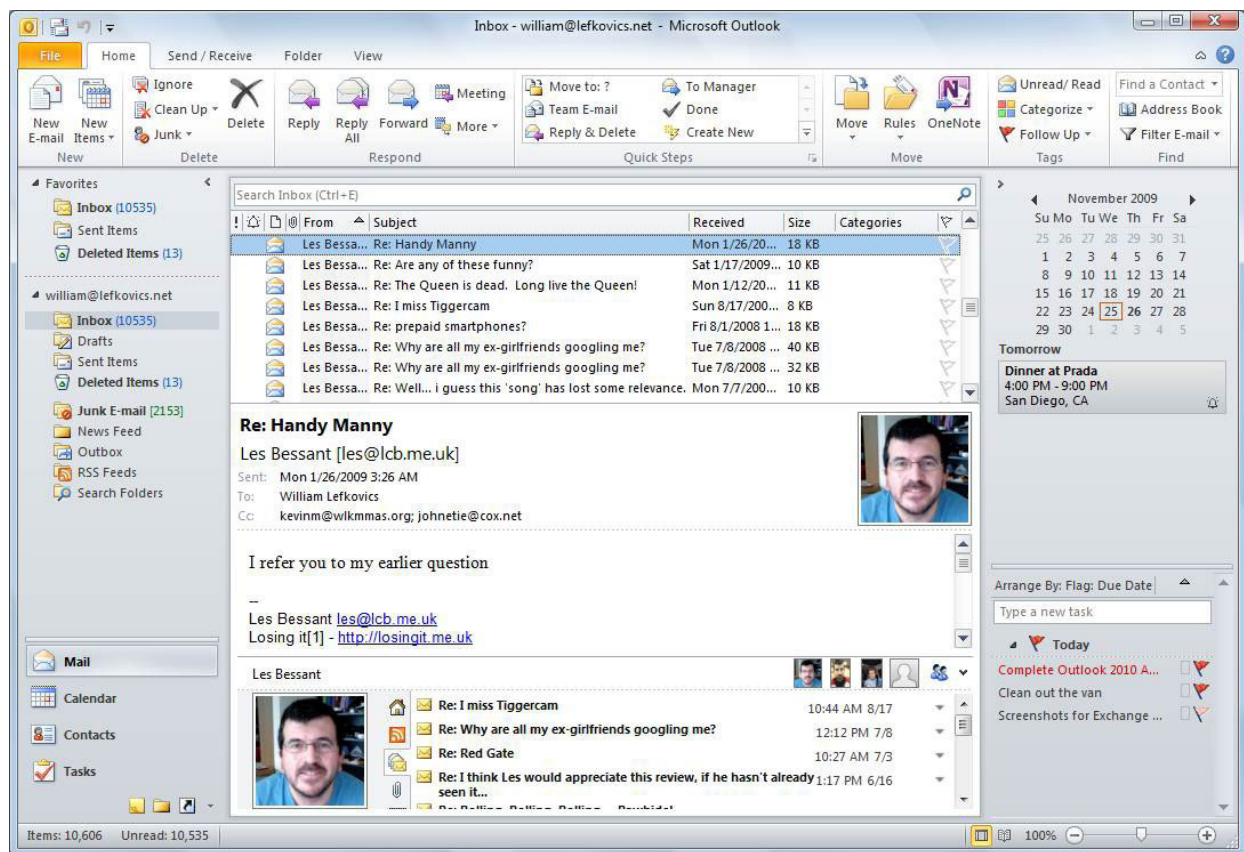 Inbox - william@lefkovics.net - Microsoft Outlook
File Home Send / Receive Folder View
New E-mail
New Items
Ignore
Clean Up
Junk
Delete
Reply
Reply All
Forward
Meeting
More
Move to: ?
Team E-mail
Reply & Delete
To Manager
Done
Create New
Move
Rules
OneNote
Unread/ Read
Categorize
Follow Up
Find a Contact
Address Book
Filter E-mail
New Delete Respond Quick Steps Move Tags Find
Favorites
Inbox (10535)
Sent Items
Deleted Items (13)
william@lefkovics.net
Inbox (10535)
Drafts
Sent Items
Deleted Items (13)
Junk E-mail [2153]
News Feed
Outbox
RSS Feeds
Search Folders
Mail
Calendar
Contacts
Tasks
Search Inbox (Ctrl+E)
! From Subject Received Size Categories
Les Bessa... Re: Handy Manny Mon 1/26/20... 18 KB
Les Bessa... Re: Are any of these funny? Sat 1/17/2009... 10 KB
Les Bessa... Re: The Queen is dead. Long live the Queen! Mon 1/12/20... 11 KB
Les Bessa... Re: I miss Tiggercam Sun 8/17/200... 8 KB
Les Bessa... Re: prepaid smartphones? Fri 8/1/2008 1... 18 KB
Les Bessa... Re: Why are all my ex-girlfriends googling me? Tue 7/8/2008 ... 40 KB
Les Bessa... Re: Why are all my ex-girlfriends googling me? Tue 7/8/2008 ... 32 KB
Les Bessa... Re: Well... i guess this 'song' has lost some relevance. Mon 7/7/200... 10 KB
Re: Handy Manny
Les Bessant [les@lcb.me.uk]
Sent: Mon 1/26/2009 3:26 AM
To: William Lefkovics
Cc: kevinm@wlkmmas.org; johnetie@cox.net
I refer you to my earlier question
--
Les Bessant les@lcb.me.uk
Losing it[1] - http://losingit.me.uk
Les Bessant
Re: I miss Tiggercam 10:44 AM 8/17
Re: Why are all my ex-girlfriends googling me? 12:12 PM 7/8
Re: Red Gate 10:27 AM 7/3
Re: I think Les would appreciate this review, if he hasn't already 1:17 PM 6/16
seen it...
November 2009
Su Mo Tu We Th Fr Sa
25 26 27 28 29 30 31
1 2 3 4 5 6 7
8 9 10 11 12 13 14
15 16 17 18 19 20 21
22 23 24 25 26 27 28
29 30 1 2 3 4 5
Tomorrow
Dinner at Prada
4:00 PM - 9:00 PM
San Diego, CA
Arrange By: Flag: Due Date
Type a new task
Today
Complete Outlook 2010 A...
Clean out the van
Screenshots for Exchange ...
Items: 10,606 Unread: 10,535
100%